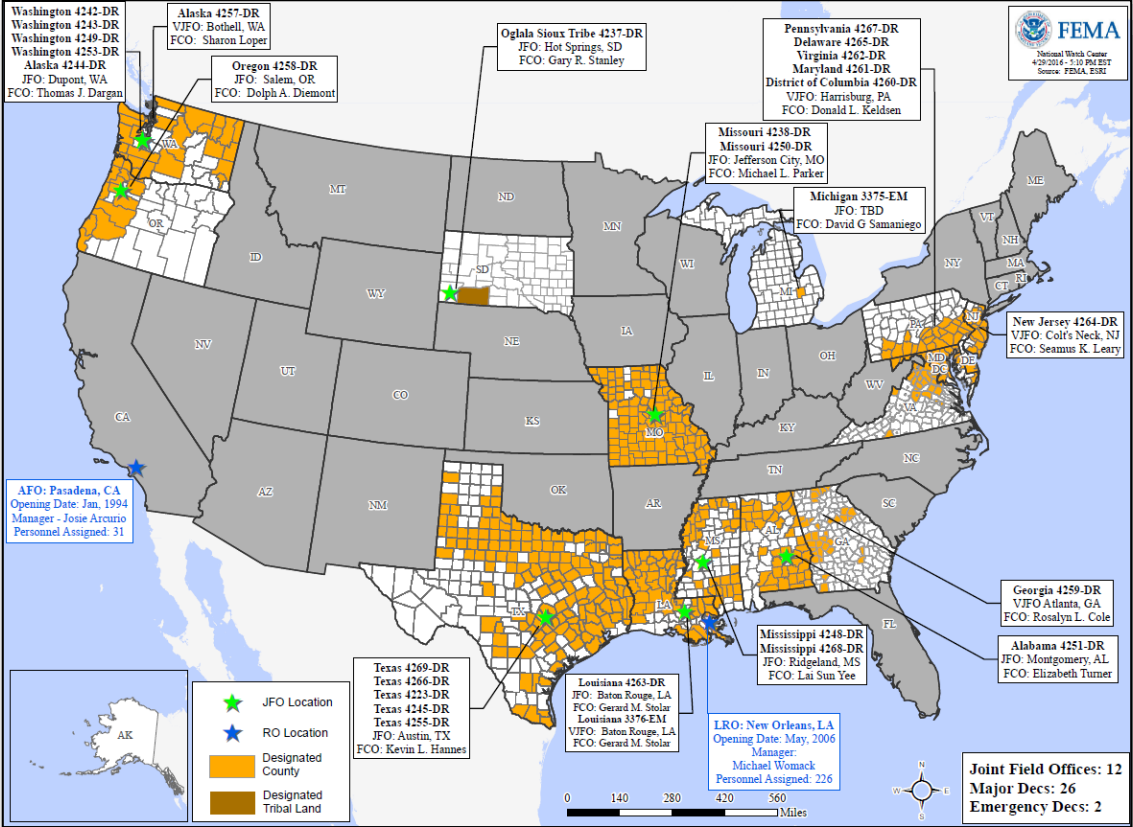 Washington 4242-DR
Washington 4243-DR
Washington 4249-DR
Washington 4253-DR
Alaska 4244-DR
JFO: Dupont, WA
FCO: Thomas J. Dargan
Alaska 4257-DR
VJFO: Bothell, WA
FCO: Sharon Loper
Oregon 4258-DR
JFO: Salem, OR
FCO: Dolph A. Diemont
Oglala Sioux Tribe 4237-DR
JFO: Hot Springs, SD
FCO: Gary R. Stanley
Pennsylvania 4267-DR
Delaware 4265-DR
Virginia 4262-DR
Maryland 4261-DR
District of Columbia 4260-DR
VJFO: Harrisburg, PA
FCO: Donald L. Keldsen
FEMA
National Watch Center
4/29/2016 - 5:10 PM EST
Source: FEMA, ESRI
Missouri 4238-DR
Missouri 4250-DR
JFO: Jefferson City, MO
FCO: Michael L. Parker
Michigan 3375-EM
JFO: TBD
FCO: David G Samaniego
New Jersey 4264-DR
VJFO: Colt's Neck, NJ
FCO: Seamus K. Leary
WA
MT
ND
MN
ME
VT
NH
OR
ID
SD
WI
MI
NY
MA
RI
CT
WY
IA
PA
NJ
NE
OH
MD
DE
DC
NV
UT
CO
IL
IN
WV
VA
CA
KS
MO
KY
AZ
NM
OK
AR
TN
NC
SC
MS
AL
GA
TX
LA
FL
AK
AFO: Pasadena, CA
Opening Date: Jan, 1994
Manager - Josie Arcurio
Personnel Assigned: 31
Georgia 4259-DR
VJFO Atlanta, GA
FCO: Rosalyn L. Cole
Alabama 4251-DR
JFO: Montgomery, AL
FCO: Elizabeth Turner
Mississippi 4248-DR
Mississippi 4268-DR
JFO: Ridgeland, MS
FCO: Lai Sun Yee
Texas 4269-DR
Texas 4266-DR
Texas 4223-DR
Texas 4245-DR
Texas 4255-DR
JFO: Austin, TX
FCO: Kevin L. Hannes
Louisiana 4263-DR
JFO: Baton Rouge, LA
FCO: Gerard M. Stolar
Louisiana 3376-EM
VJFO: Baton Rouge, LA
FCO: Gerard M. Stolar
LRO: New Orleans, LA
Opening Date: May, 2006
Manager:
Michael Womack
Personnel Assigned: 226
JFO Location
RO Location
Designated
County
Designated
Tribal Land
0 140 280 420 560
Miles
N
W E
S
Joint Field Offices: 12
Major Decs: 26
Emergency Decs: 2